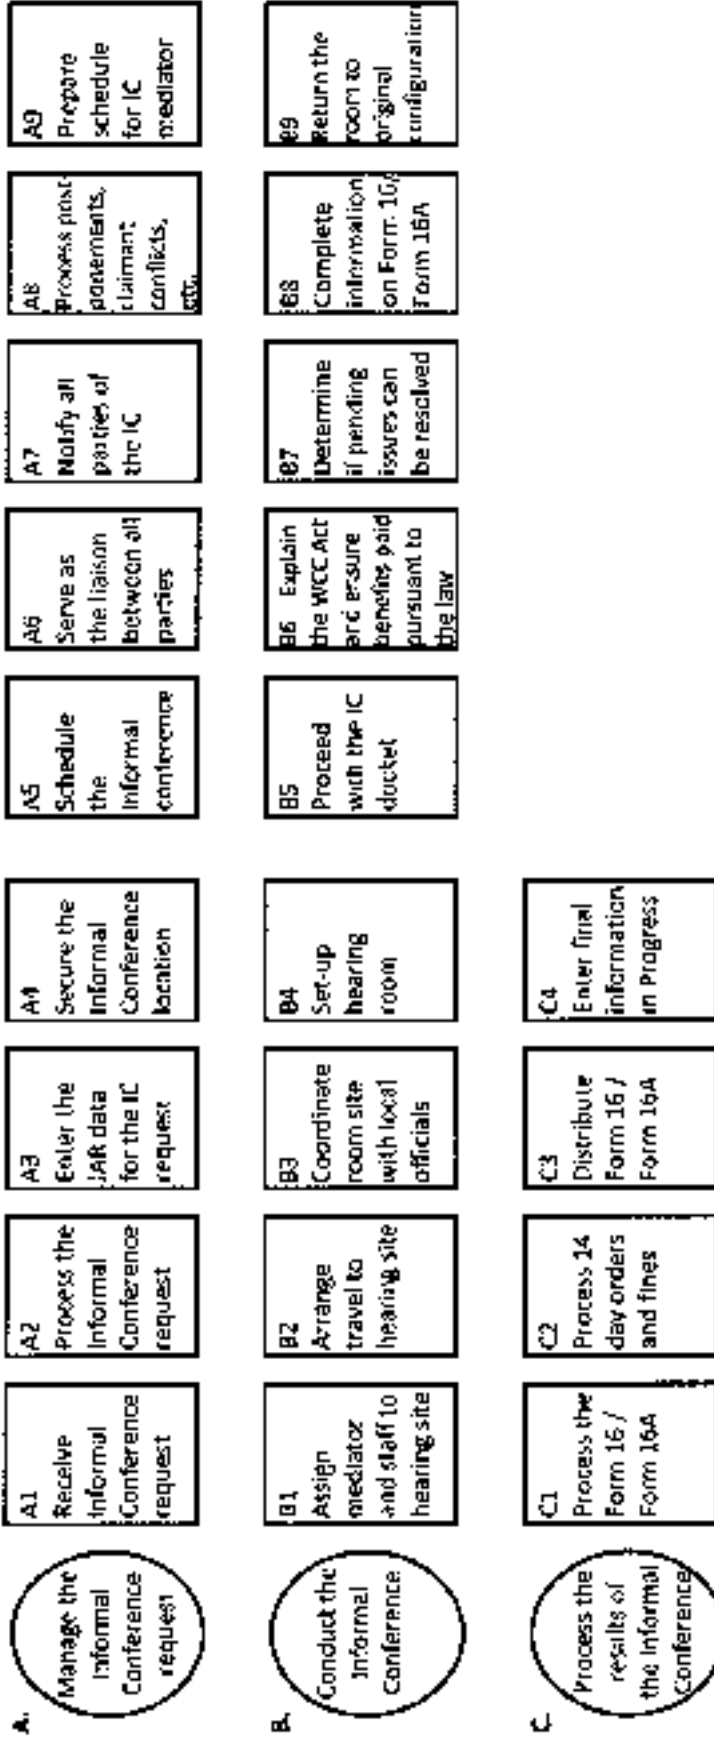 A.
Manage the
Informal
Conference
request
A1
Receive
Informal
Conference
request
A2
Process the
Informal
Conference
request
A3
Enter the
JAR data
for the IC
request
A4
Secure the
Informal
Conference
location
A5
Schedule
the
Informal
conference
A6
Serve as
the liaison
between all
parties
A7
Notify all
parties of
the IC
A8
Process post-
ponements,
claimant
conflicts,
etc.
A9
Prepare
schedule
for IC
mediator
B.
Conduct the
Informal
Conference
B1
Assign
mediator
and staff to
hearing site
B2
Arrange
travel to
hearing site
B3
Coordinate
room site
with local
officials
B4
Set-up
hearing
room
B5
Proceed
with the IC
docket
B6 Explain
the WCC Act
and ensure
benefits paid
pursuant to
the law
B7
Determine
if pending
issues can
be resolved
B8
Complete
information
on Form 16/
Form 16A
B9
Return the
room to
original
configuration
C.
Process the
results of
the Informal
Conference
C1
Process the
Form 16 /
Form 16A
C2
Process 14
day orders
and fines
C3
Distribute
Form 16 /
Form 16A
C4
Enter final
information
in Progress